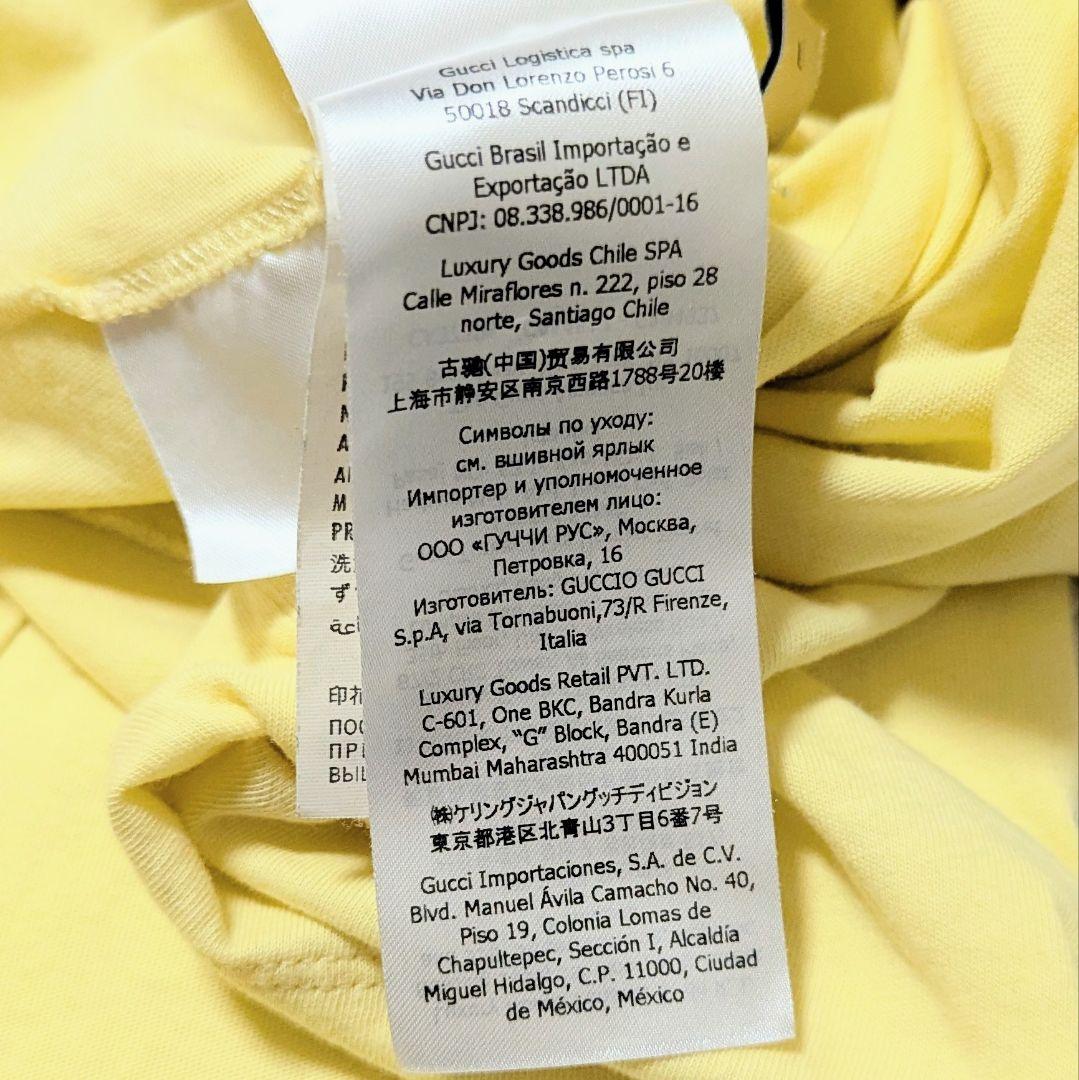 Gucci Logistica spa
Via Don Lorenzo Perosi 6
50018 Scandicci (FI)
Gucci Brasil Importação e
Exportação LTDA
CNPJ: 08.338.986/0001-16
Luxury Goods Chile SPA
Calle Miraflores n. 222, piso 28
norte, Santiago Chile
古驰(中国)贸易有限公司
上海市静安区南京西路1788号20楼
Символы по уходу:
см. вшивной ярлык
Импортер и уполномоченное
изготовителем лицо:
ООО «ГУЧЧИ РУС», Москва,
Петровка, 16
Изготовитель: GUCCIO GUCCI
S.p.A, via Tornabuoni,73/R Firenze,
Italia
Luxury Goods Retail PVT. LTD.
C-601, One BKC, Bandra Kurla
Complex, “G” Block, Bandra (E)
Mumbai Maharashtra 400051 India
㈱ケリングジャパングッチディビジョン
東京都港区北青山3丁目6番7号
Gucci Importaciones, S.A. de C.V.
Blvd. Manuel Ávila Camacho No. 40,
Piso 19, Colonia Lomas de
Chapultepec, Sección I, Alcaldía
Miguel Hidalgo, C.P. 11000, Ciudad
de México, México